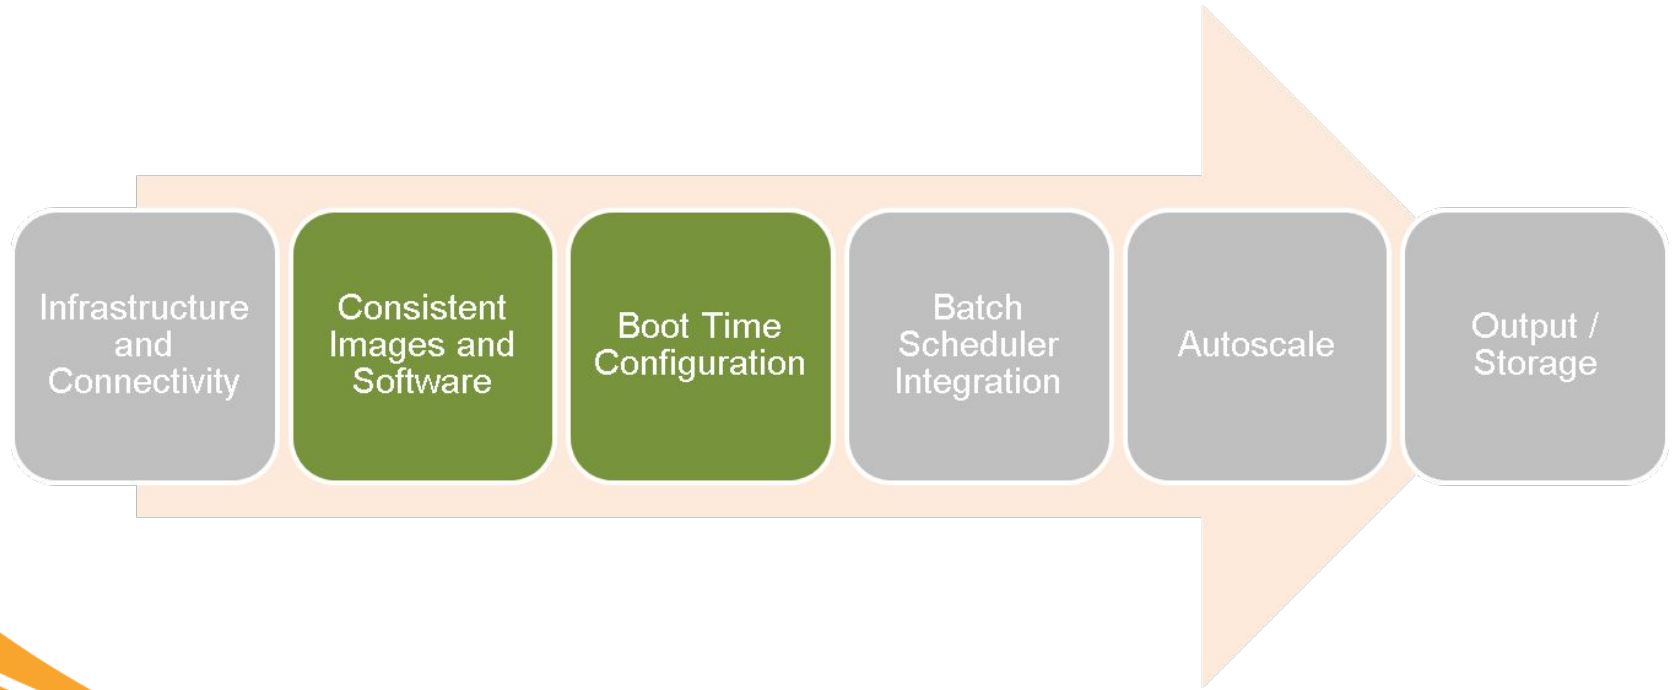 Infrastructure
and
Connectivity
Consistent
Images and
Software
Boot Time
Configuration
Batch
Scheduler
Integration
Autoscale
Output /
Storage